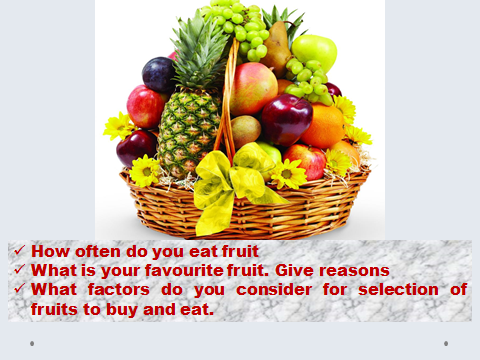 ✓ How often do you eat fruit
✓ What is your favourite fruit. Give reasons
✓ What factors do you consider for selection of
fruits to buy and eat.